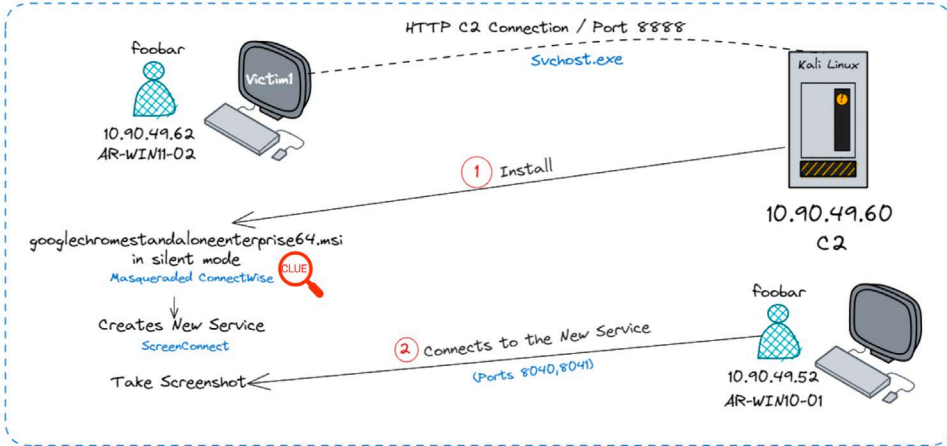 HTTP C2 Connection / Port 8888
Svchost.exe
foobar
Victim1
10.90.49.62
AR-WIN11-02
Kali Linux
10.90.49.60
C2
1 Install
googlechromestandaloneenterprise64.msi
in silent mode
Masqueraded ConnectWise
CLUE
Creates New Service
ScreenConnect
2 Connects to the New Service
(Ports 8040,8041)
Take Screenshot
foobar
10.90.49.52
AR-WIN10-01